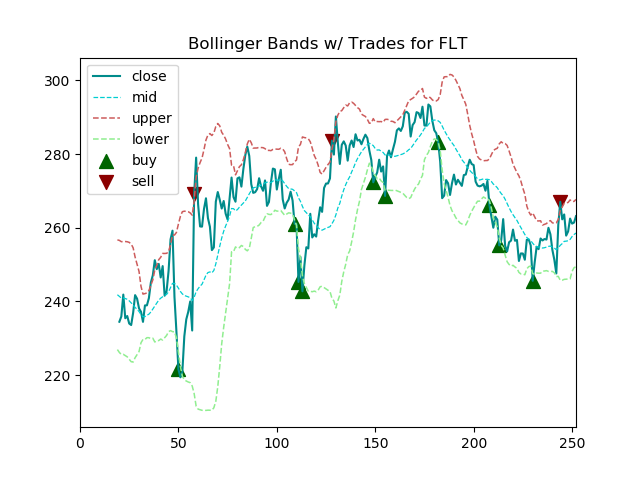 Bollinger Bands w/ Trades for FLT
close
mid
upper
lower
buy
sell
300
280
260
240
220
0 50 100 150 200 250